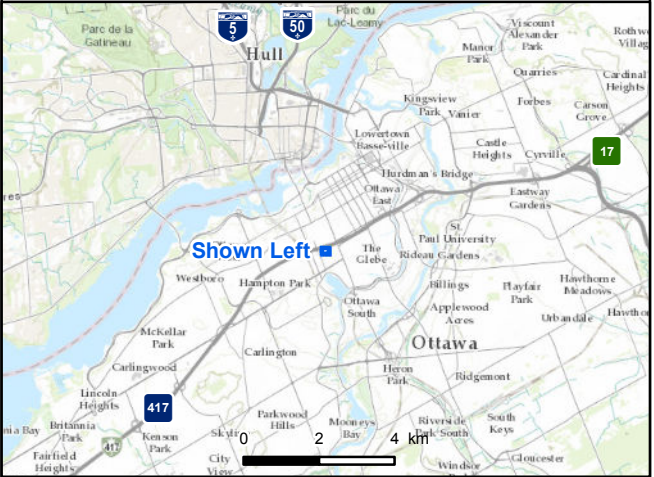 Parc de la
Gatineau
5
50
Parc du
Lac-Leamy
Hull
Viscount
Alexander
Park
Manor
Park
Quarries
Cardinal
Heights
Kingsview
Park
Vanier
Forbes
Carson
Grove
Lowertown
Basse-ville
Castle
Heights
Cyrville
17
Hurdman's Bridge
Ottawa
East
Eastway
Gardens
St.
Paul University
Shown Left
The
Glebe
Rideau Gardens
Westboro
Hampton Park
Billings
Playfair
Park
Hawthorne
Meadows
Ottawa
South
Applewood
Acres
Urbandale
McKellar
Park
Ottawa
Carlingwood
Carlington
Heron
Park
Ridgemont
Lincoln
Heights
417
Britannia
Park
Parkwood
Hills
Mooneys
Bay
Riverside
Park South
South
Keys
417
Kenson
Park
City
View
Fairfield
Heights
0 2 4 km
Gloucester
Windsor